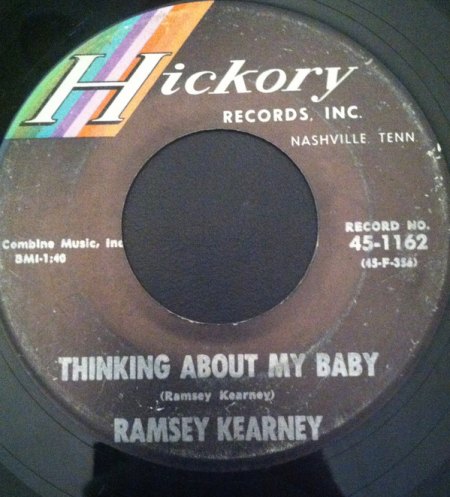 Hickory
RECORDS, INC.
NASHVILLE. TENN.
Combine Music, Inc
BMI-1:40
RECORD NO.
45-1162
(45-F-356)
THINKING ABOUT MY BABY
(Ramsey Kearney)
RAMSEY KEARNEY